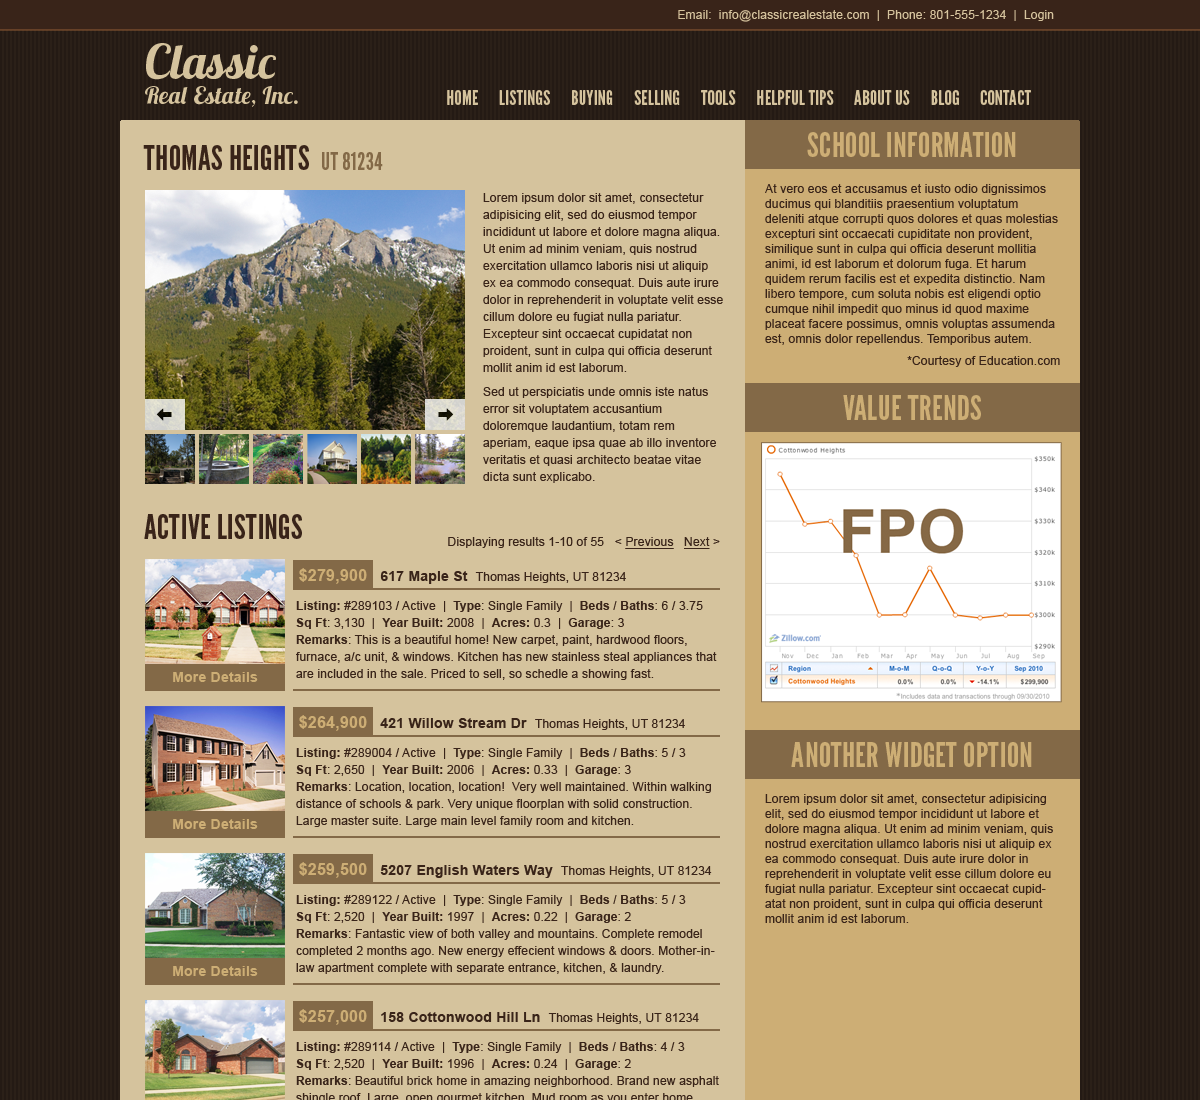 Email:  info@classicrealestate.com  |  Phone: 801-555-1234  |  Login
Classic
Real Estate, Inc.
HOME LISTINGS BUYING SELLING TOOLS HELPFUL TIPS ABOUT US BLOG CONTACT
THOMAS HEIGHTS UT 81234
Lorem ipsum dolor sit amet, consectetur
adipisicing elit, sed do eiusmod tempor
incididunt ut labore et dolore magna aliqua.
Ut enim ad minim veniam, quis nostrud
exercitation ullamco laboris nisi ut aliquip
ex ea commodo consequat. Duis aute irure
dolor in reprehenderit in voluptate velit esse
cillum dolore eu fugiat nulla pariatur.
Excepteur sint occaecat cupidatat non
proident, sunt in culpa qui officia deserunt
mollit anim id est laborum.
Sed ut perspiciatis unde omnis iste natus
error sit voluptatem accusantium
doloremque laudantium, totam rem
aperiam, eaque ipsa quae ab illo inventore
veritatis et quasi architecto beatae vitae
dicta sunt explicabo.
ACTIVE LISTINGS
Displaying results 1-10 of 55   < Previous   Next >
$279,900 617 Maple St Thomas Heights, UT 81234
Listing: #289103 / Active  |  Type: Single Family  |  Beds / Baths: 6 / 3.75
Sq Ft: 3,130  |  Year Built: 2008  |  Acres: 0.3  |  Garage: 3
Remarks: This is a beautiful home! New carpet, paint, hardwood floors,
furnace, a/c unit, & windows. Kitchen has new stainless steal appliances that
are included in the sale. Priced to sell, so schedle a showing fast.
More Details
$264,900 421 Willow Stream Dr Thomas Heights, UT 81234
Listing: #289004 / Active  |  Type: Single Family  |  Beds / Baths: 5 / 3
Sq Ft: 2,650  |  Year Built: 2006  |  Acres: 0.33  |  Garage: 3
Remarks: Location, location, location!  Very well maintained. Within walking
distance of schools & park. Very unique floorplan with solid construction.
Large master suite. Large main level family room and kitchen.
More Details
$259,500 5207 English Waters Way Thomas Heights, UT 81234
Listing: #289122 / Active  |  Type: Single Family  |  Beds / Baths: 5 / 3
Sq Ft: 2,520  |  Year Built: 1997  |  Acres: 0.22  |  Garage: 2
Remarks: Fantastic view of both valley and mountains. Complete remodel
completed 2 months ago. New energy effecient windows & doors. Mother-in-
law apartment complete with separate entrance, kitchen, & laundry.
More Details
$257,000 158 Cottonwood Hill Ln Thomas Heights, UT 81234
Listing: #289114 / Active  |  Type: Single Family  |  Beds / Baths: 4 / 3
Sq Ft: 2,520  |  Year Built: 1996  |  Acres: 0.24  |  Garage: 2
Remarks: Beautiful brick home in amazing neighborhood. Brand new asphalt
shingle roof. Large, open gourmet kitchen. Mud room as you enter home
SCHOOL INFORMATION
At vero eos et accusamus et iusto odio dignissimos
ducimus qui blanditiis praesentium voluptatum
deleniti atque corrupti quos dolores et quas molestias
excepturi sint occaecati cupiditate non provident,
similique sunt in culpa qui officia deserunt mollitia
animi, id est laborum et dolorum fuga. Et harum
quidem rerum facilis est et expedita distinctio. Nam
libero tempore, cum soluta nobis est eligendi optio
cumque nihil impedit quo minus id quod maxime
placeat facere possimus, omnis voluptas assumenda
est, omnis dolor repellendus. Temporibus autem.
*Courtesy of Education.com
VALUE TRENDS
Cottonwood Heights
$350k
$340k
$330k
$320k
$310k
$300k
$290k
FPO
Zillow.com
Nov Dec Jan Feb Mar Apr May Jun Jul Aug Sep
Region M-o-M Q-o-Q Y-o-Y Sep 2010
Cottonwood Heights 0.0% 0.0% -14.1% $299,900
*Includes data and transactions through 09/30/2010
ANOTHER WIDGET OPTION
Lorem ipsum dolor sit amet, consectetur adipisicing
elit, sed do eiusmod tempor incididunt ut labore et
dolore magna aliqua. Ut enim ad minim veniam, quis
nostrud exercitation ullamco laboris nisi ut aliquip ex
ea commodo consequat. Duis aute irure dolor in
reprehenderit in voluptate velit esse cillum dolore eu
fugiat nulla pariatur. Excepteur sint occaecat cupid-
atat non proident, sunt in culpa qui officia deserunt
mollit anim id est laborum.